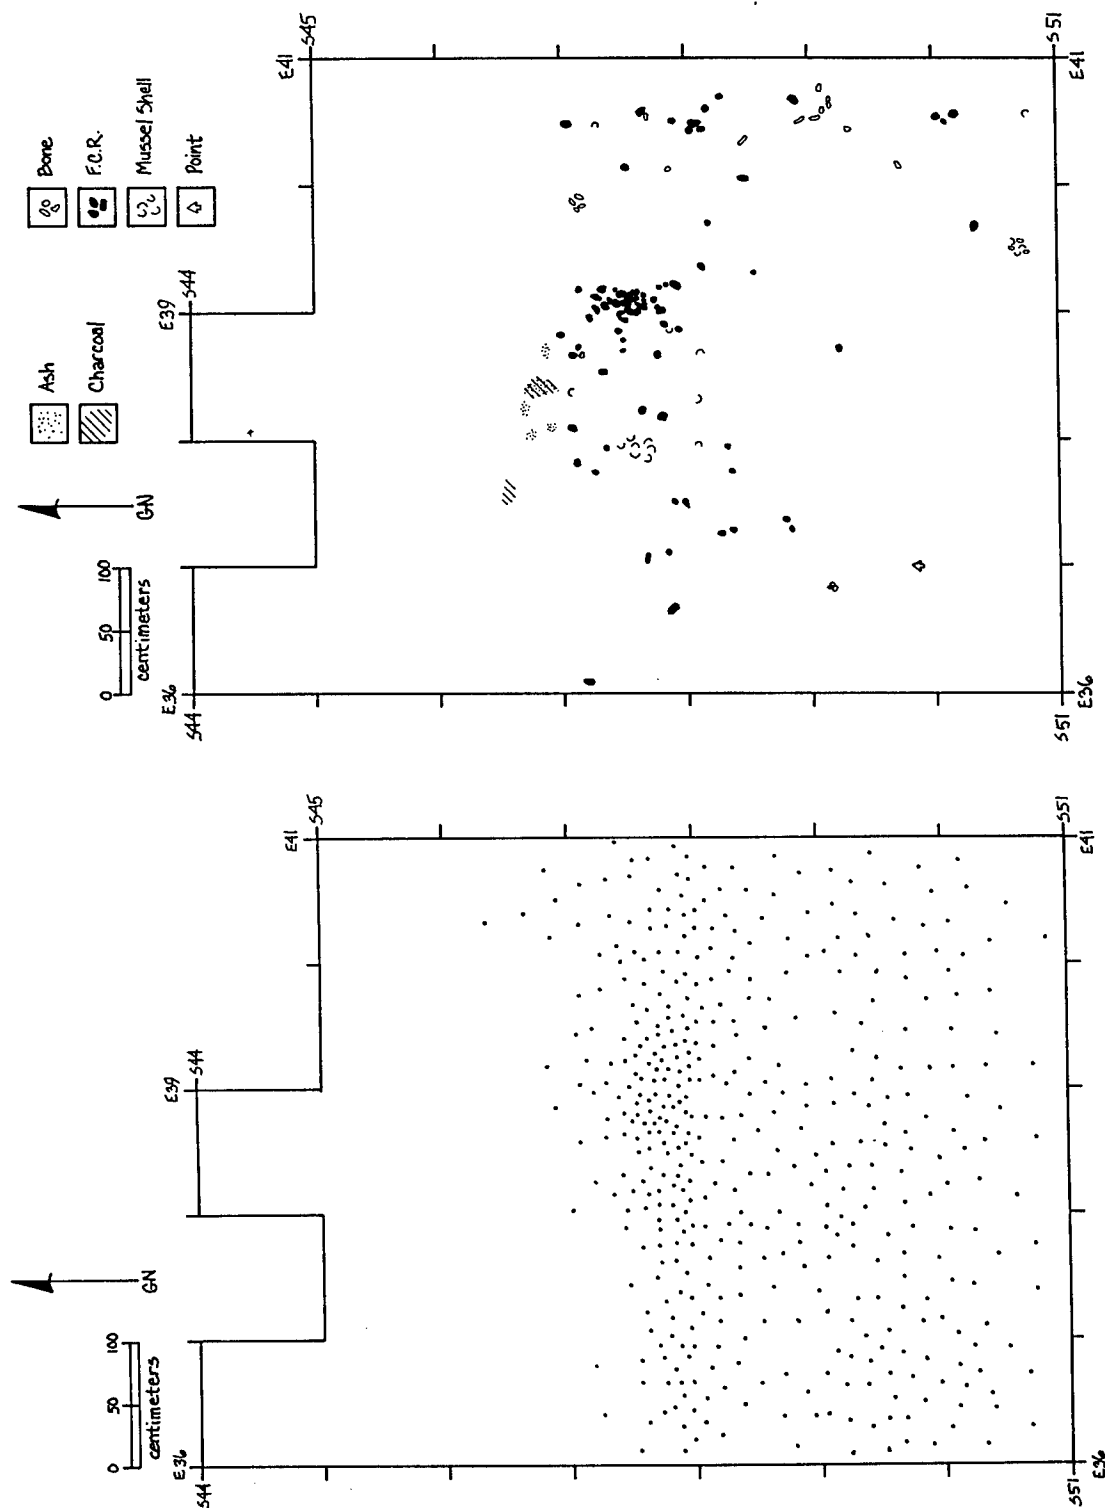 S45
E41
Bone
F.C.R.
Mussel Shell
Point
S44
E39
Ash
Charcoal
GN
0 50 100
centimeters
E36
S44
S51
E41
S51
E36
S45
E41
S44
E39
GN
0 50 100
centimeters
E36
S44
S51
E41
S51
E36